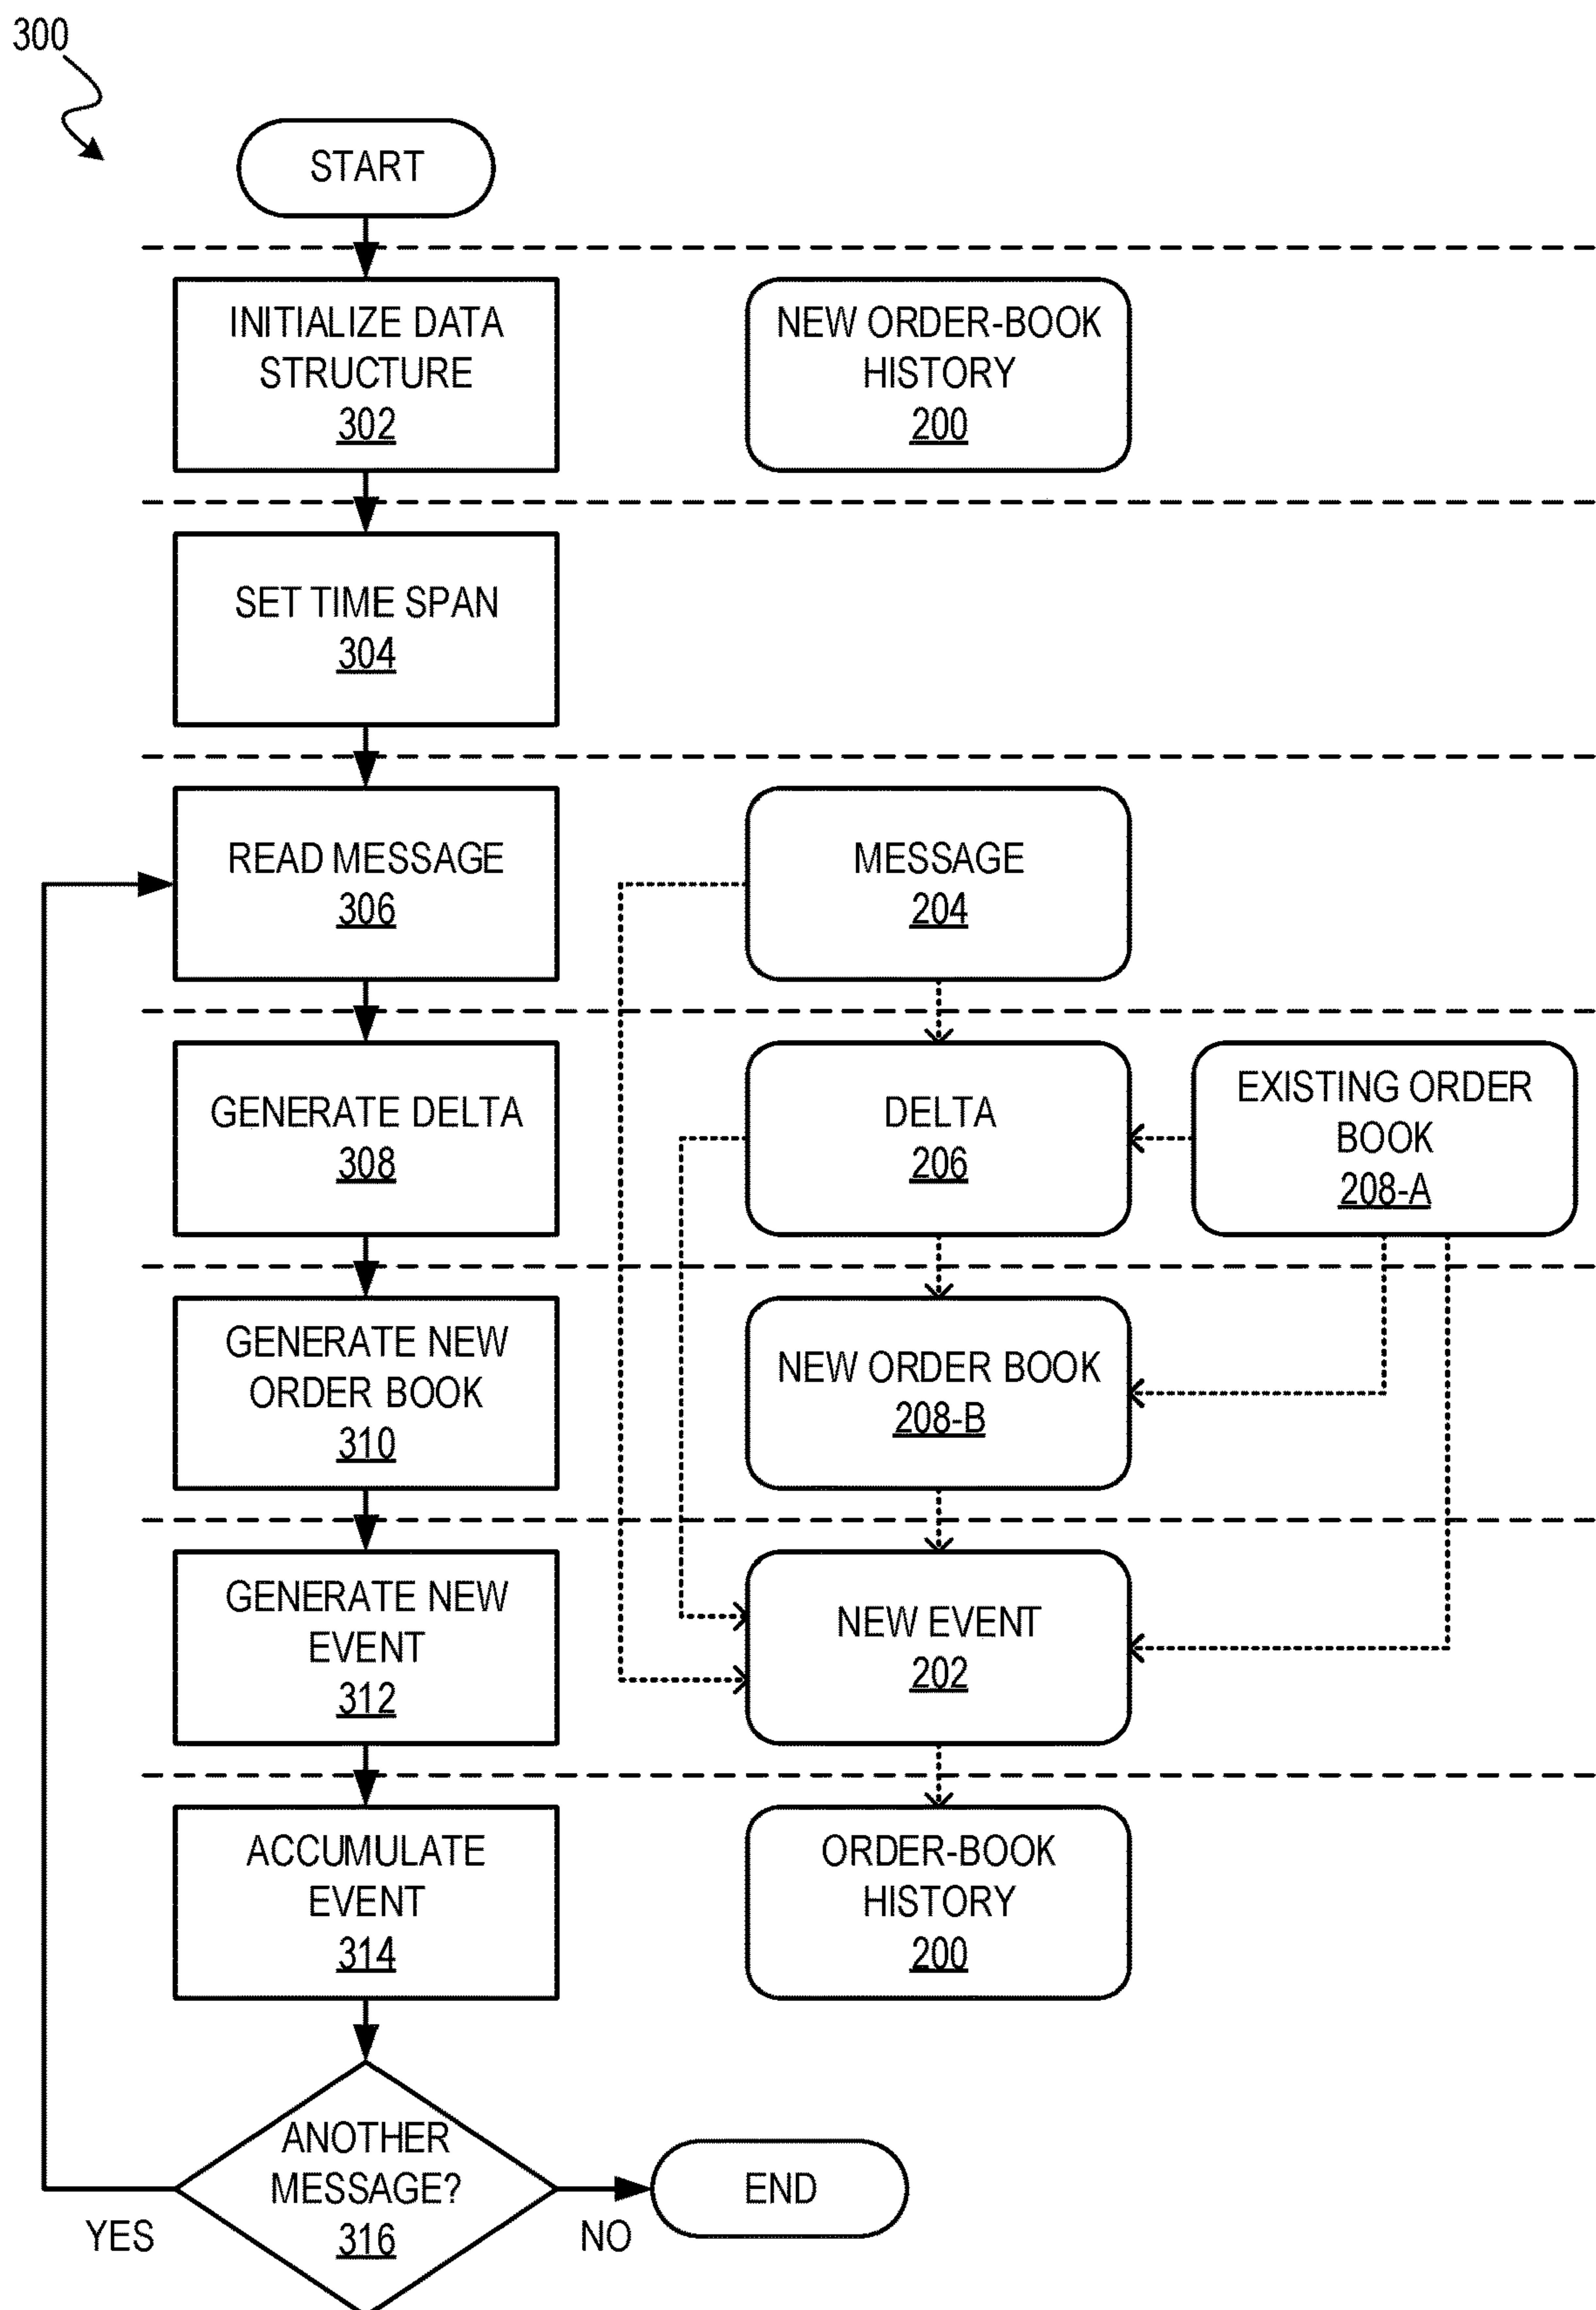 300
START
INITIALIZE DATA
STRUCTURE
302
NEW ORDER-BOOK
HISTORY
200
SET TIME SPAN
304
READ MESSAGE
306
MESSAGE
204
GENERATE DELTA
308
DELTA
206
EXISTING ORDER
BOOK
208-A
GENERATE NEW
ORDER BOOK
310
NEW ORDER BOOK
208-B
GENERATE NEW
EVENT
312
NEW EVENT
202
ACCUMULATE
EVENT
314
ORDER-BOOK
HISTORY
200
ANOTHER
MESSAGE?
316
YES
NO
END